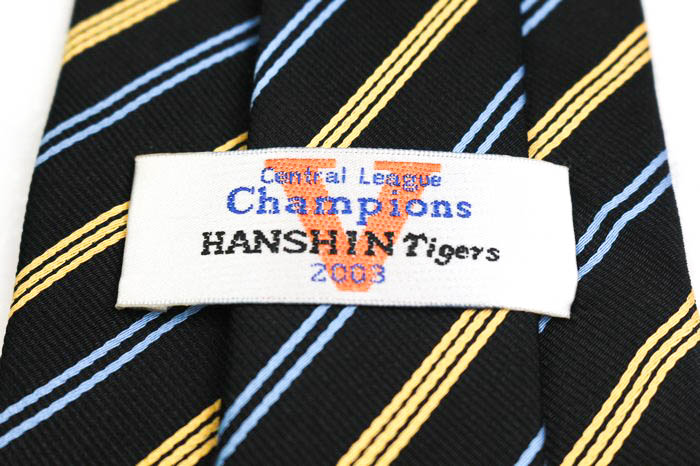 V
Central League
Champions
HANSHIN Tigers
2003